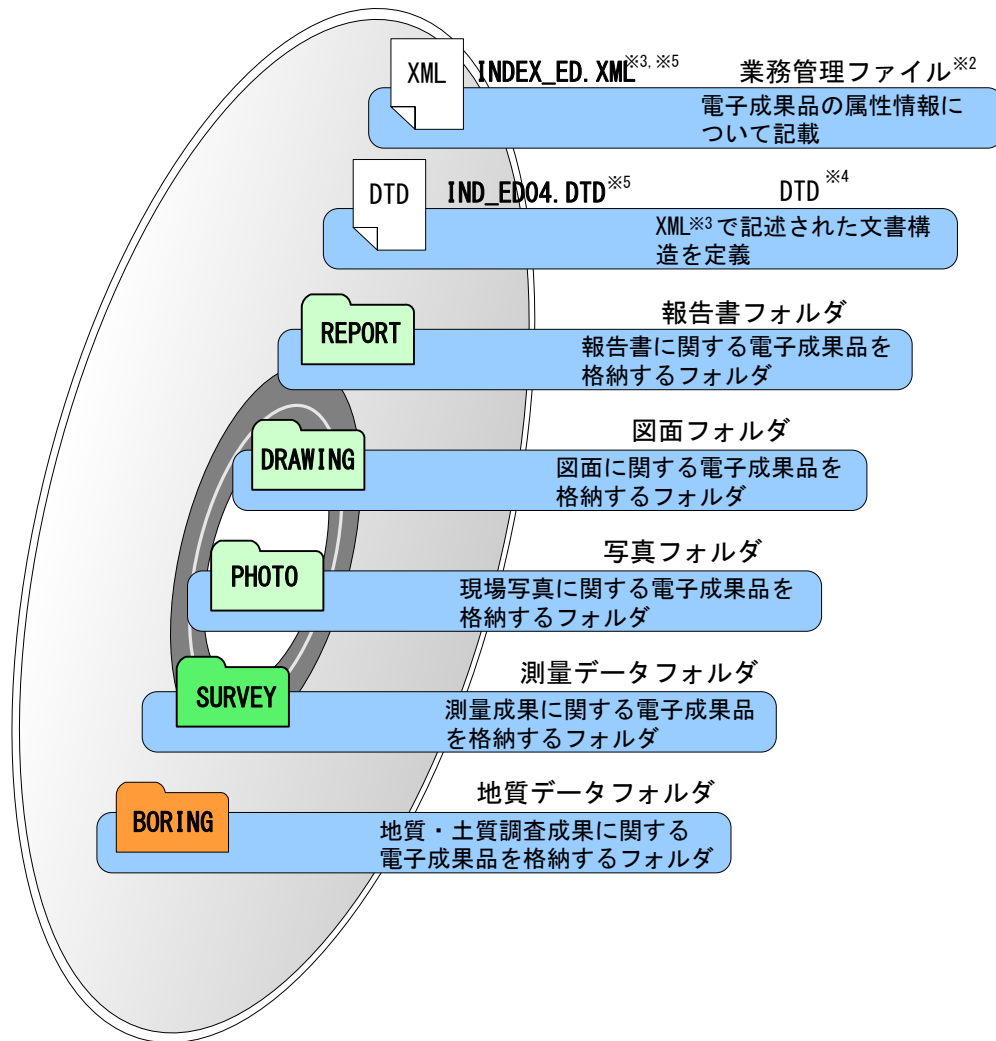 XML INDEX_ED.XML※3,※5 業務管理ファイル※2
電子成果品の属性情報に
ついて記載
DTD IND_ED04.DTD※5 DTD※4
XML※3で記述された文書構
造を定義
REPORT 報告書フォルダ
報告書に関する電子成果品を
格納するフォルダ
DRAWING 図面フォルダ
図面に関する電子成果品を
格納するフォルダ
PHOTO 写真フォルダ
現場写真に関する電子成果品を
格納するフォルダ
SURVEY 測量データフォルダ
測量成果に関する電子成果品
を格納するフォルダ
BORING 地質データフォルダ
地質・土質調査成果に関する
電子成果品を格納するフォルダ